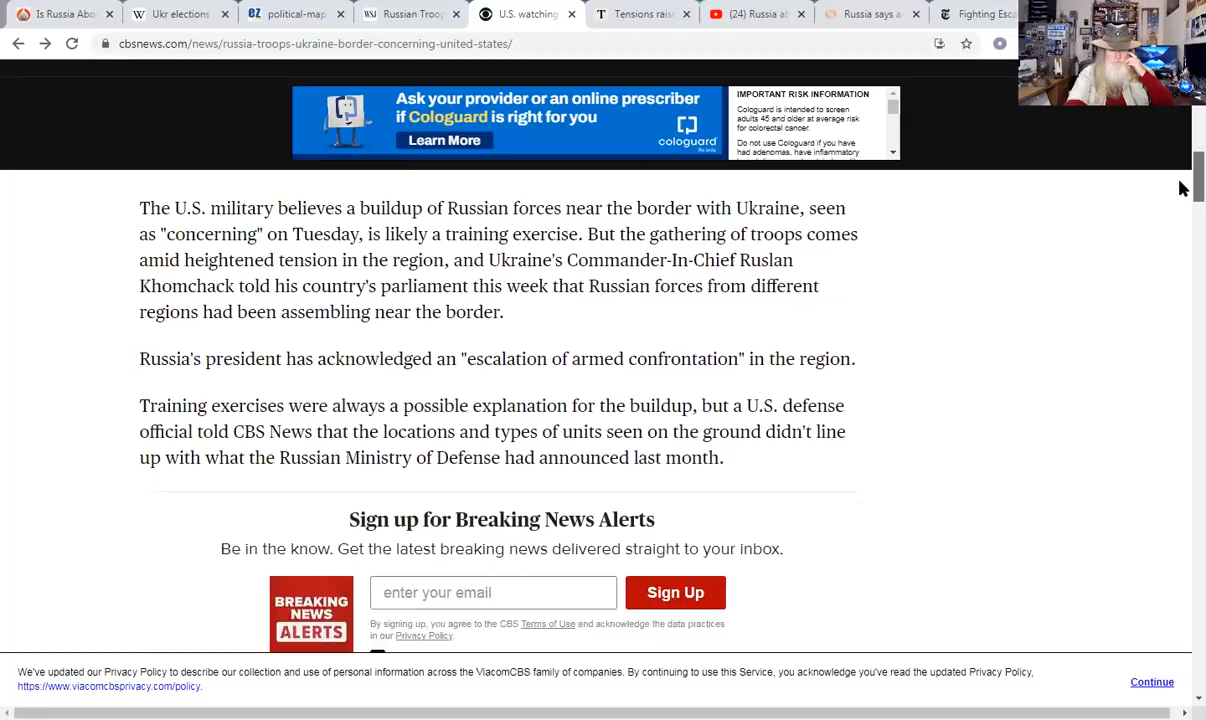 Is Russia Abo
Ukr elections
political-map
Russian Troop
U.S. watching
Tensions raise
(24) Russia ab
Russia says a
Fighting Esca
cbsnews.com/news/russia-troops-ukraine-border-concerning-united-states/
Ask your provider or an online prescriber
if Cologuard is right for you
Learn More
cologuard
Rx only
IMPORTANT RISK INFORMATION
Cologuard is intended to screen
adults 45 and older at average risk
for colorectal cancer.
Do not use Cologuard if you have
had adenomas, have inflammatory
The U.S. military believes a buildup of Russian forces near the border with Ukraine, seen
as "concerning" on Tuesday, is likely a training exercise. But the gathering of troops comes
amid heightened tension in the region, and Ukraine's Commander-In-Chief Ruslan
Khomchack told his country's parliament this week that Russian forces from different
regions had been assembling near the border.
Russia's president has acknowledged an "escalation of armed confrontation" in the region.
Training exercises were always a possible explanation for the buildup, but a U.S. defense
official told CBS News that the locations and types of units seen on the ground didn't line
up with what the Russian Ministry of Defense had announced last month.
Sign up for Breaking News Alerts
Be in the know. Get the latest breaking news delivered straight to your inbox.
BREAKING
NEWS
ALERTS
enter your email
Sign Up
By signing up, you agree to the CBS Terms of Use and acknowledge the data practices
in our Privacy Policy.
We've updated our Privacy Policy to describe our collection and use of personal information across the ViacomCBS family of companies. By continuing to use this Service, you acknowledge you've read the updated Privacy Policy,
https://www.viacomcbsprivacy.com/policy.
Continue